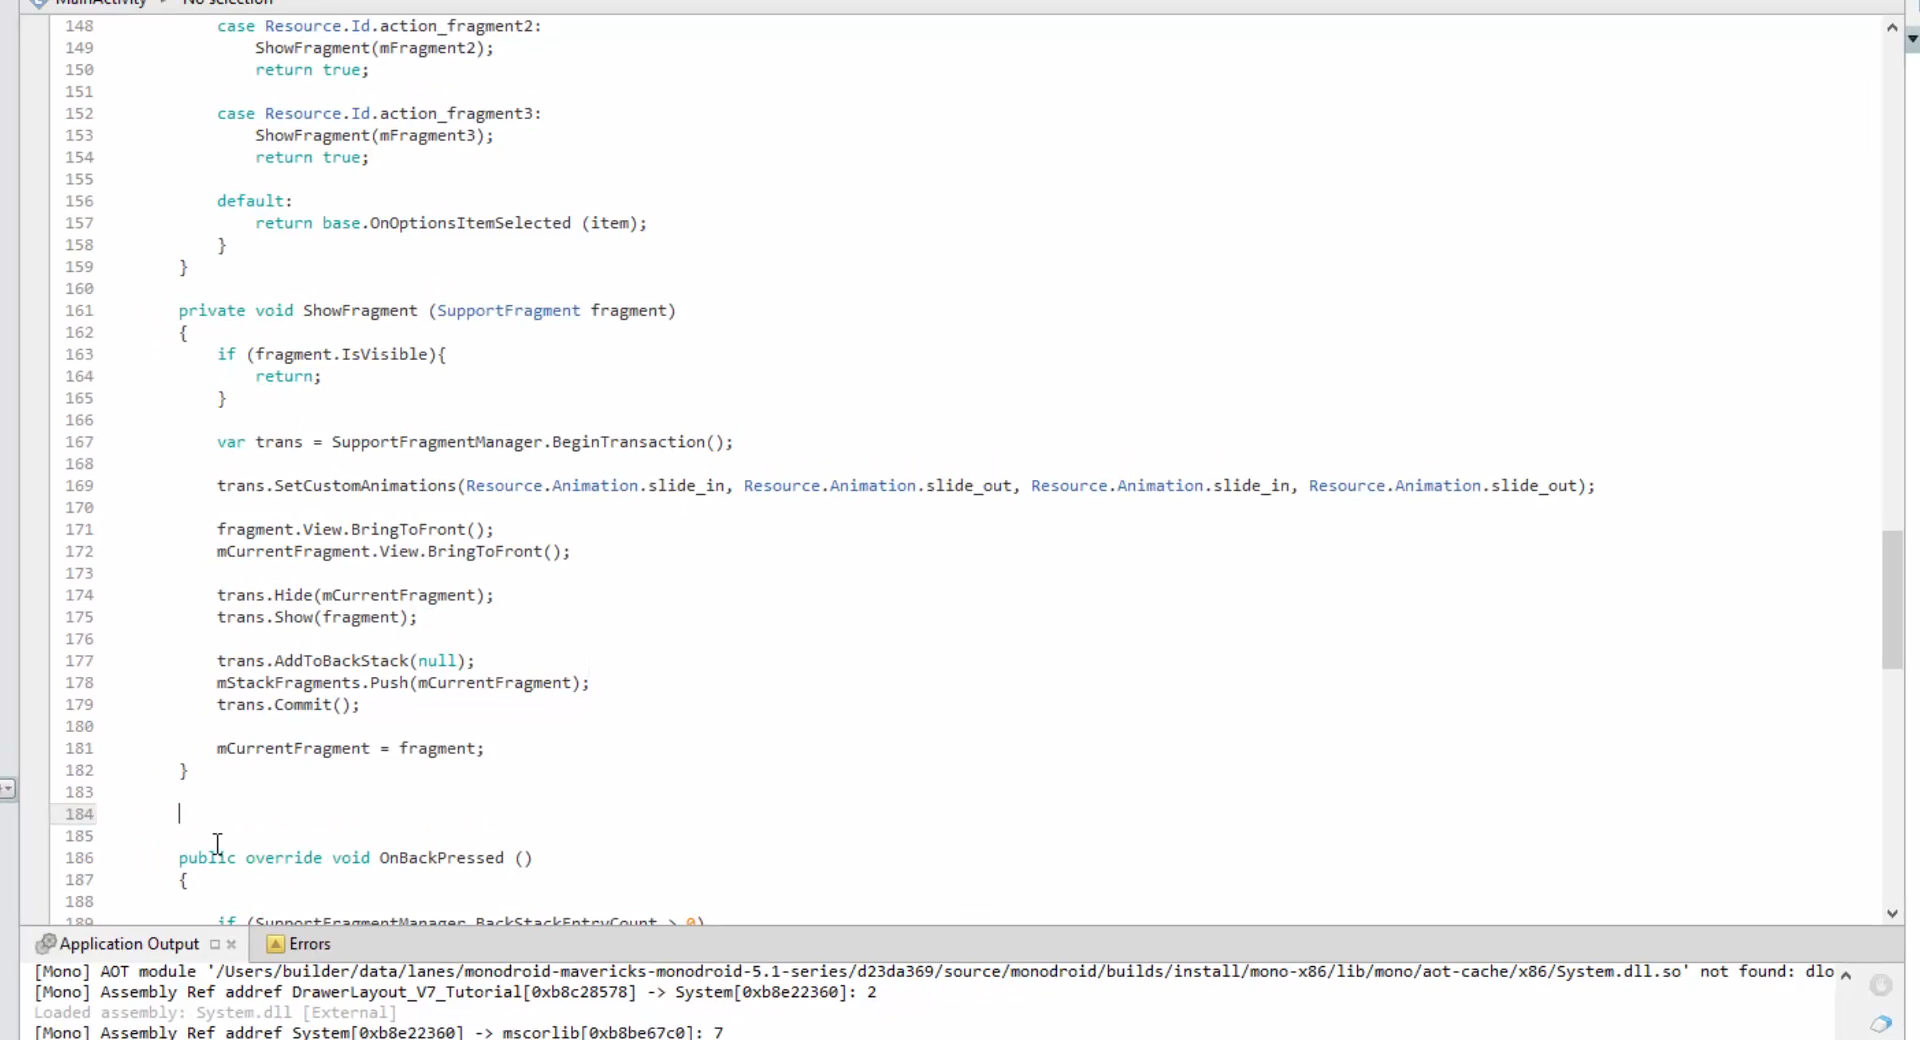 MainActivity ▸ No selection
148 case Resource.Id.action_fragment2:
149 ShowFragment(mFragment2);
150 return true;
151
152 case Resource.Id.action_fragment3:
153 ShowFragment(mFragment3);
154 return true;
155
156 default:
157 return base.OnOptionsItemSelected (item);
158 }
159 }
160
161 private void ShowFragment (SupportFragment fragment)
162 {
163 if (fragment.IsVisible){
164 return;
165 }
166
167 var trans = SupportFragmentManager.BeginTransaction();
168
169 trans.SetCustomAnimations(Resource.Animation.slide_in, Resource.Animation.slide_out, Resource.Animation.slide_in, Resource.Animation.slide_out);
170
171 fragment.View.BringToFront();
172 mCurrentFragment.View.BringToFront();
173
174 trans.Hide(mCurrentFragment);
175 trans.Show(fragment);
176
177 trans.AddToBackStack(null);
178 mStackFragments.Push(mCurrentFragment);
179 trans.Commit();
180
181 mCurrentFragment = fragment;
182 }
183
184
185
186 public override void OnBackPressed ()
187 {
188
189 if (SupportFragmentManager.BackStackEntryCount > 0)
Application Output Errors
[Mono] AOT module '/Users/builder/data/lanes/monodroid-mavericks-monodroid-5.1-series/d23da369/source/monodroid/builds/install/mono-x86/lib/mono/aot-cache/x86/System.dll.so' not found: dlo
[Mono] Assembly Ref addref DrawerLayout_V7_Tutorial[0xb8c28578] -> System[0xb8e22360]: 2
Loaded assembly: System.dll [External]
[Mono] Assembly Ref addref System[0xb8e22360] -> mscorlib[0xb8be67c0]: 7